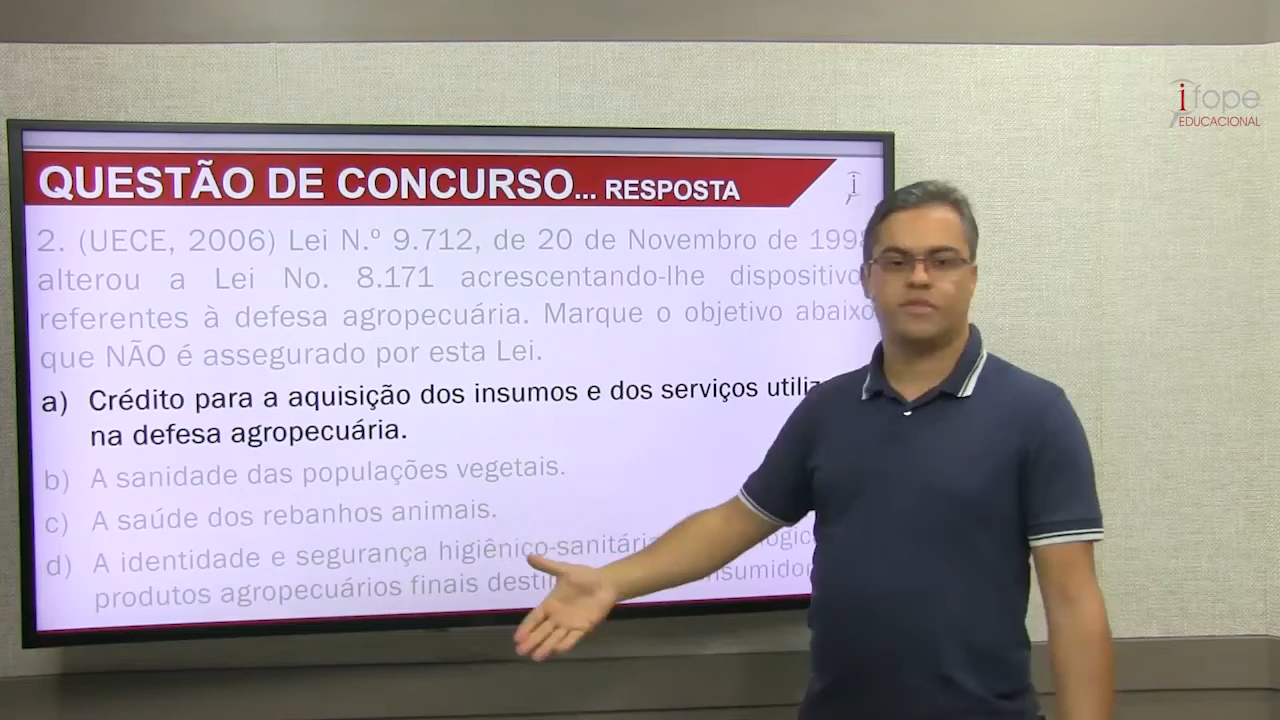 ifope
EDUCACIONAL
QUESTÃO DE CONCURSO... RESPOSTA
2. (UECE, 2006) Lei N.º 9.712, de 20 de Novembro de 1998
alterou a Lei No. 8.171 acrescentando-lhe
referentes à defesa agropecuária. Marque o objetivo abaixo
que NÃO é assegurado por esta Lei.
a) Crédito para a aquisição dos insumos e dos serviços
na defesa agropecuária.
b) A sanidade das populações vegetais.
c) A saúde dos rebanhos animais.
d) A identidade e segurança
produtos agropecuários finais